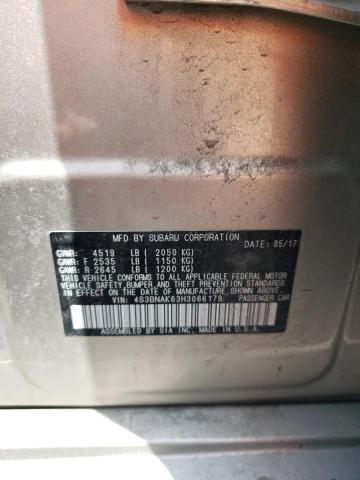 MFD. BY SUBARU CORPORATION DATE: 05/17
GVWR: 4519 LB ( 2050 KG)
GAWR: F 2535 LB ( 1150 KG)
GAWR: R 2645 LB ( 1200 KG)
THIS VEHICLE CONFORMS TO ALL APPLICABLE FEDERAL MOTOR
VEHICLE SAFETY,BUMPER,AND THEFT PREVENTION STANDARDS
IN EFFECT ON THE DATE OF MANUFACTURE SHOWN ABOVE.
VIN: 4S3BNAK63H3066179 PASSENGER CAR
ASSEMBLED BY SIA, INC. MADE IN U.S.A.